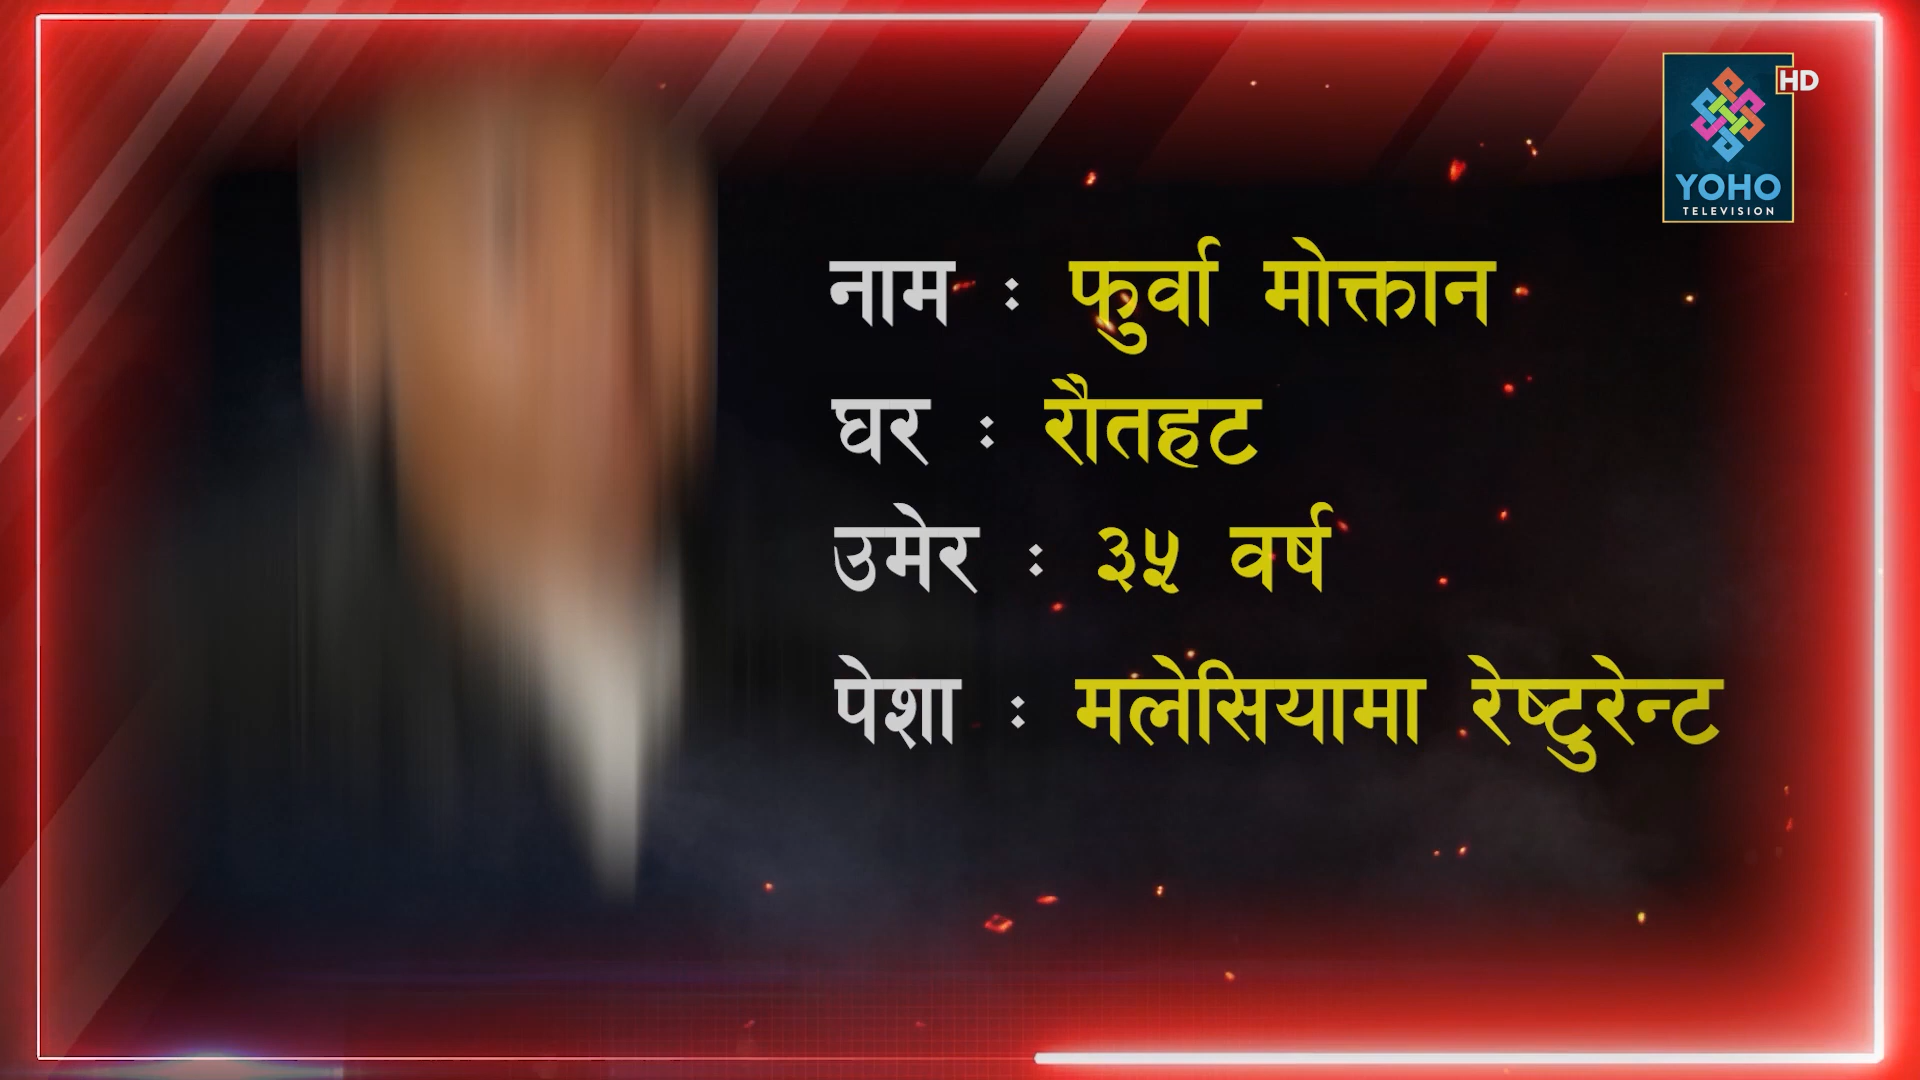 HD
YOHO
TELEVISION
नाम : फुर्वा मोक्तान
घर : रौतहट
उमेर : ३५ वर्ष
पेशा : मलेसियामा रेष्टुरेन्ट